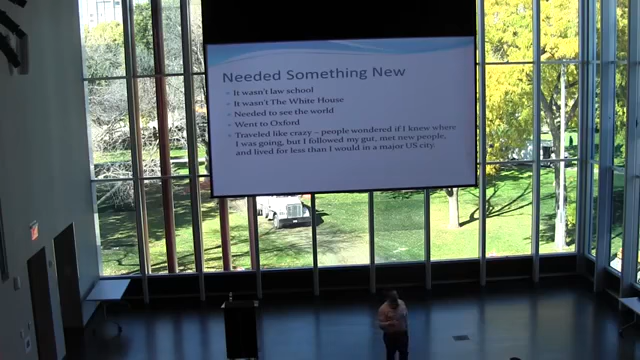 Needed Something New
It wasn't law school
It wasn't The White House
Needed to see the world
Went to Oxford
Traveled like crazy – people wondered if I knew where
I was going, but I followed my gut, met new people,
and lived for less than I would in a major US city.